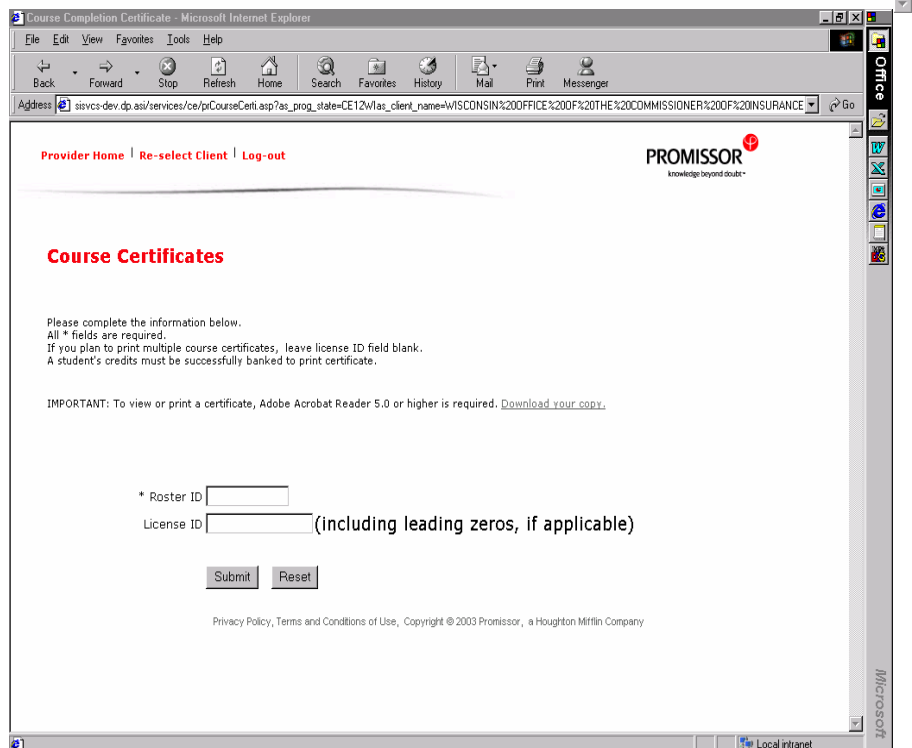 Course Completion Certificate - Microsoft Internet Explorer
File Edit View Favorites Tools Help
Back Forward Stop Refresh Home Search Favorites History Mail Print Messenger
Address sisvcs-dev.dp.asi/services/ce/prCourseCerti.asp?as_prog_state=CE12WIas_client_name=WISCONSIN%20OFFICE%20OF%20THE%20COMMISSIONER%20OF%20INSURANCE Go
Provider Home | Re-select Client | Log-out
PROMISSOR
knowledge beyond doubt™
Course Certificates
Please complete the information below.
All * fields are required.
If you plan to print multiple course certificates, leave license ID field blank.
A student's credits must be successfully banked to print certificate.
IMPORTANT: To view or print a certificate, Adobe Acrobat Reader 5.0 or higher is required. Download your copy.
* Roster ID
License ID (including leading zeros, if applicable)
Submit Reset
Privacy Policy, Terms and Conditions of Use, Copyright © 2003 Promissor, a Houghton Mifflin Company
Local intranet
Office
Microsoft